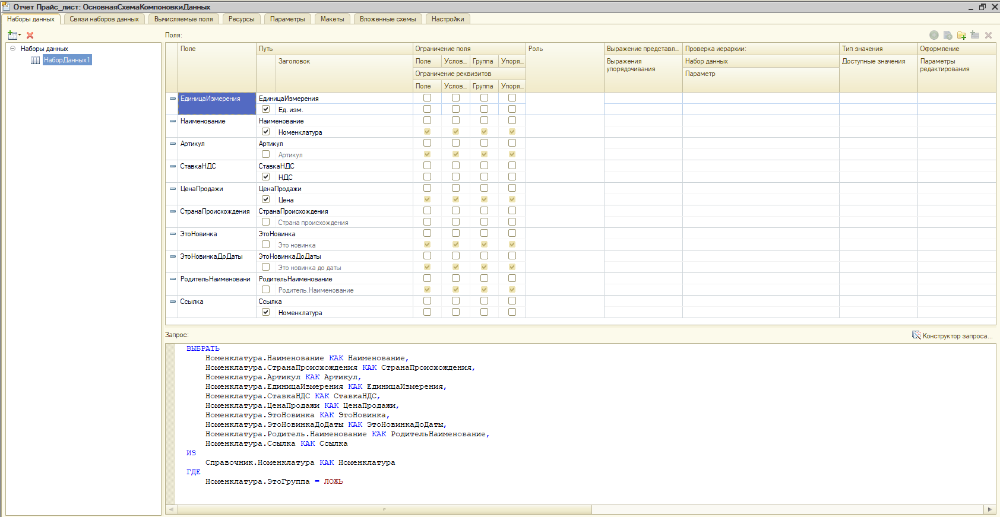 Отчет Прайс_лист: ОсновнаяСхемаКомпоновкиДанных
Наборы данных Связи наборов данных Вычисляемые поля Ресурсы Параметры Макеты Вложенные схемы Настройки
Наборы данных
НаборДанных1
Поля:
Поле Путь Ограничение поля Роль Выражение представл... Проверка иерархии: Тип значения Оформление
Заголовок Поле Услов... Группа Упоря... Выражения упорядочивания Набор данных Доступные значения Параметры редактирования
Ограничение реквизитов Параметр
Поле Услов... Группа Упоря...
ЕдиницаИзмерения ЕдиницаИзмерения
Ед. изм.
Наименование Наименование
Номенклатура
Артикул Артикул
Артикул
СтавкаНДС СтавкаНДС
НДС
ЦенаПродажи ЦенаПродажи
Цена
СтранаПроисхождения СтранаПроисхождения
Страна происхождения
ЭтоНовинка ЭтоНовинка
Это новинка
ЭтоНовинкаДоДаты ЭтоНовинкаДоДаты
Это новинка до даты
РодительНаименовани РодительНаименование
Родитель.Наименование
Ссылка Ссылка
Номенклатура
Запрос: Конструктор запроса...
ВЫБРАТЬ
Номенклатура.Наименование КАК Наименование,
Номенклатура.СтранаПроисхождения КАК СтранаПроисхождения,
Номенклатура.Артикул КАК Артикул,
Номенклатура.ЕдиницаИзмерения КАК ЕдиницаИзмерения,
Номенклатура.СтавкаНДС КАК СтавкаНДС,
Номенклатура.ЦенаПродажи КАК ЦенаПродажи,
Номенклатура.ЭтоНовинка КАК ЭтоНовинка,
Номенклатура.ЭтоНовинкаДоДаты КАК ЭтоНовинкаДоДаты,
Номенклатура.Родитель.Наименование КАК РодительНаименование,
Номенклатура.Ссылка КАК Ссылка
ИЗ
Справочник.Номенклатура КАК Номенклатура
ГДЕ
Номенклатура.ЭтоГруппа = ЛОЖЬ